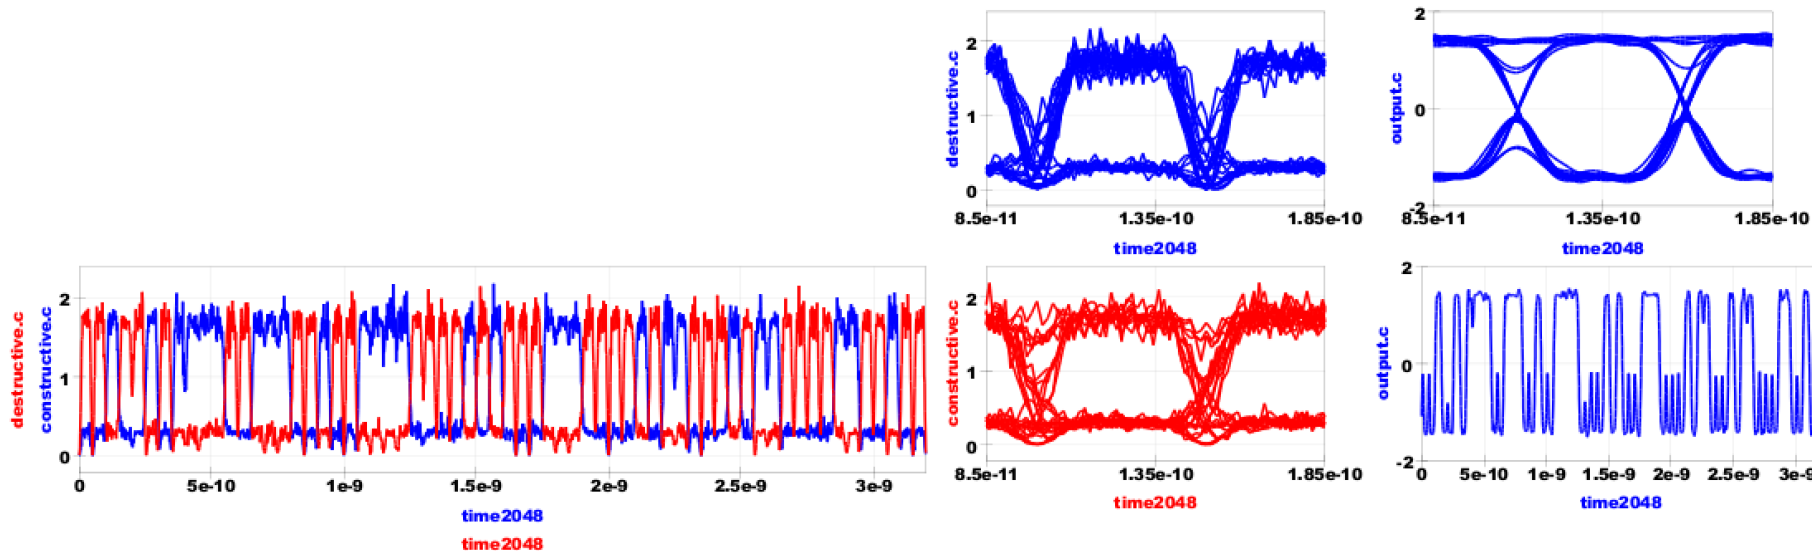 destructive.c
2
1
0
8.5e-11
1.35e-10
1.85e-10
time2048
output.c
2
0
-2
8.5e-11
1.35e-10
1.85e-10
time2048
destructive.c
constructive.c
2
1
0
0
5e-10
1e-9
1.5e-9
2e-9
2.5e-9
3e-9
time2048
time2048
constructive.c
2
1
0
8.5e-11
1.35e-10
1.85e-10
time2048
output.c
2
0
-2
0
5e-10
1e-9
1.5e-9
2e-9
2.5e-9
3e-9
time2048